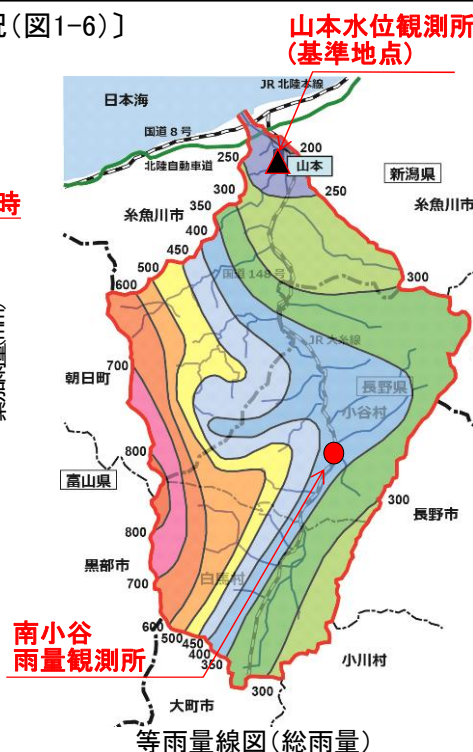 況(図1-6)〕
山本水位観測所
(基準地点)
日本海
JR 北陸本線
国道 8 号
北陸自動車道
200
250
山本
新潟県
250
時
300
糸魚川市
糸魚川市
350
400
450
国道 148 号
500
300
600
JR 大糸線
700
朝日町
長野県
小谷村
800
富山県
300
長野市
800
黒部市
白馬村
700
南小谷
雨量観測所
600
500
450
400
350
小川村
300
大町市
等雨量線図(総雨量)